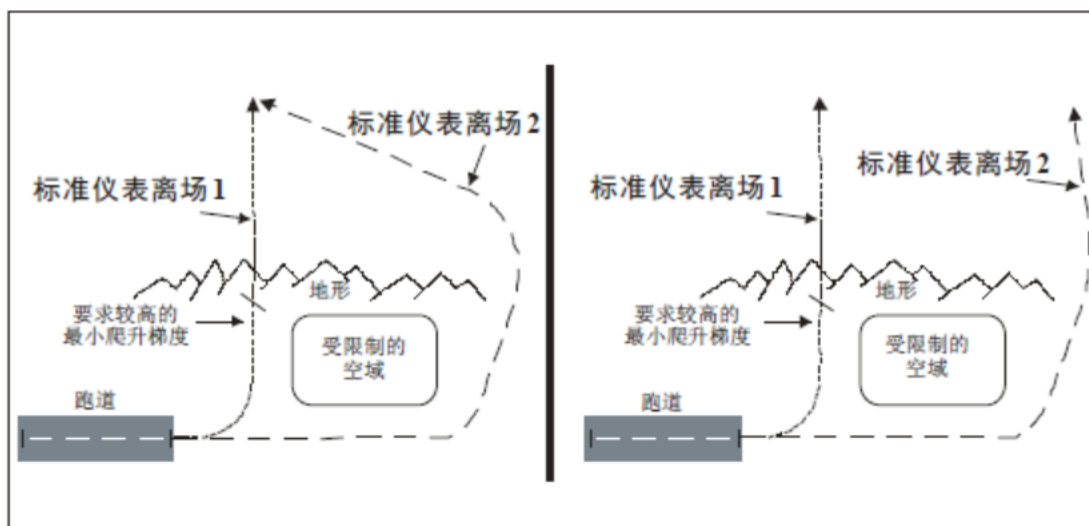 标准仪表离场2
标准仪表离场1
地形
要求较高的
最小爬升梯度
受限制的
空域
跑道
标准仪表离场2
标准仪表离场1
地形
要求较高的
最小爬升梯度
受限制的
空域
跑道